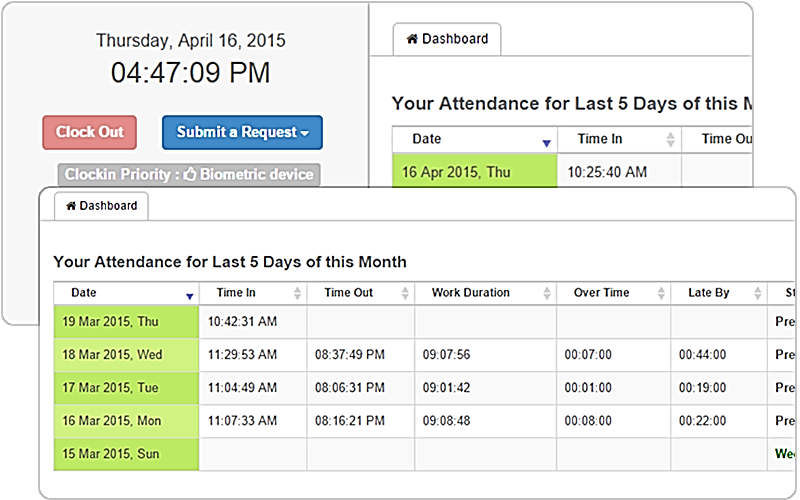 Thursday, April 16, 2015
04:47:09 PM
Clock Out Submit a Request
Clockin Priority : Biometric device
Dashboard
Your Attendance for Last 5 Days of this
Date Time In Time
16 Apr 2015, Thu 10:25:40 AM
Dashboard
Your Attendance for Last 5 Days of this Month
Date Time In Time Out Work Duration Over Time Late By
19 Mar 2015, Thu 10:42:31 AM Pre
18 Mar 2015, Wed 11:29:53 AM 08:37:49 PM 09:07:56 00:07:00 00:44:00 Pre
17 Mar 2015, Tue 11:04:49 AM 08:06:31 PM 09:01:42 00:01:00 00:19:00 Pre
16 Mar 2015, Mon 11:07:33 AM 08:16:21 PM 09:08:48 00:08:00 00:22:00 Pre
15 Mar 2015, Sun